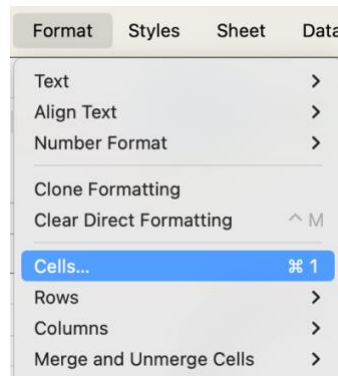 Format Styles Sheet Data
Text
Align Text
Number Format
Clone Formatting
Clear Direct Formatting ^ M
Cells... ⌘ 1
Rows
Columns
Merge and Unmerge Cells